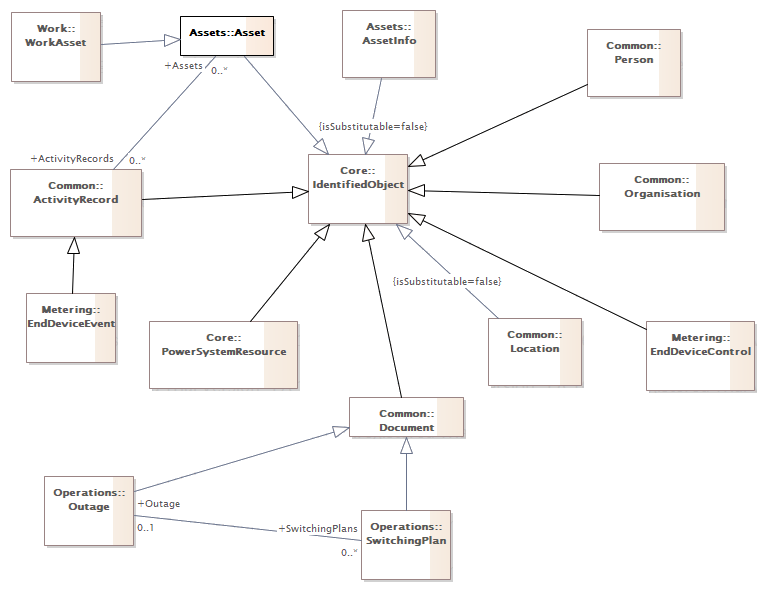 Work::
WorkAsset
Assets::Asset
Assets::
AssetInfo
Common::
Person
+Assets
0..*
{isSubstitutable=false}
+ActivityRecords
0..*
Common::
ActivityRecord
Core::
IdentifiedObject
Common::
Organisation
{isSubstitutable=false}
Metering::
EndDeviceEvent
Core::
PowerSystemResource
Common::
Location
Metering::
EndDeviceControl
Common::
Document
Operations::
Outage
+Outage
0..1
+SwitchingPlans
0..*
Operations::
SwitchingPlan